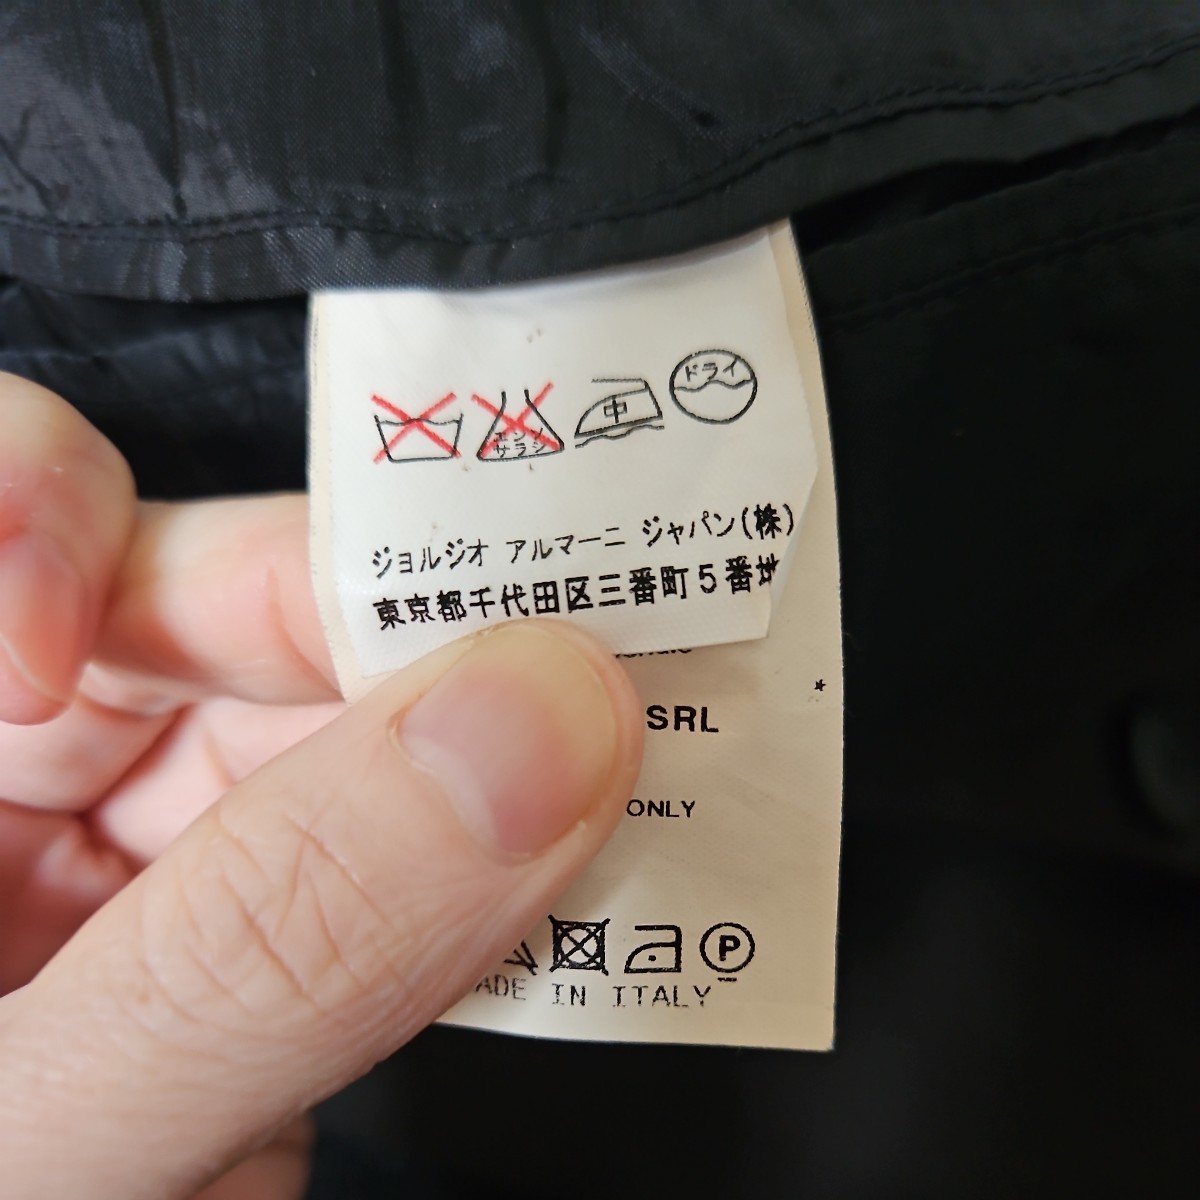 エンソ
サラシ
中
ドライ
ジョルジオ アルマーニ ジャパン(株)
東京都千代田区三番町5番地
SRL
ONLY
P
MADE IN ITALY